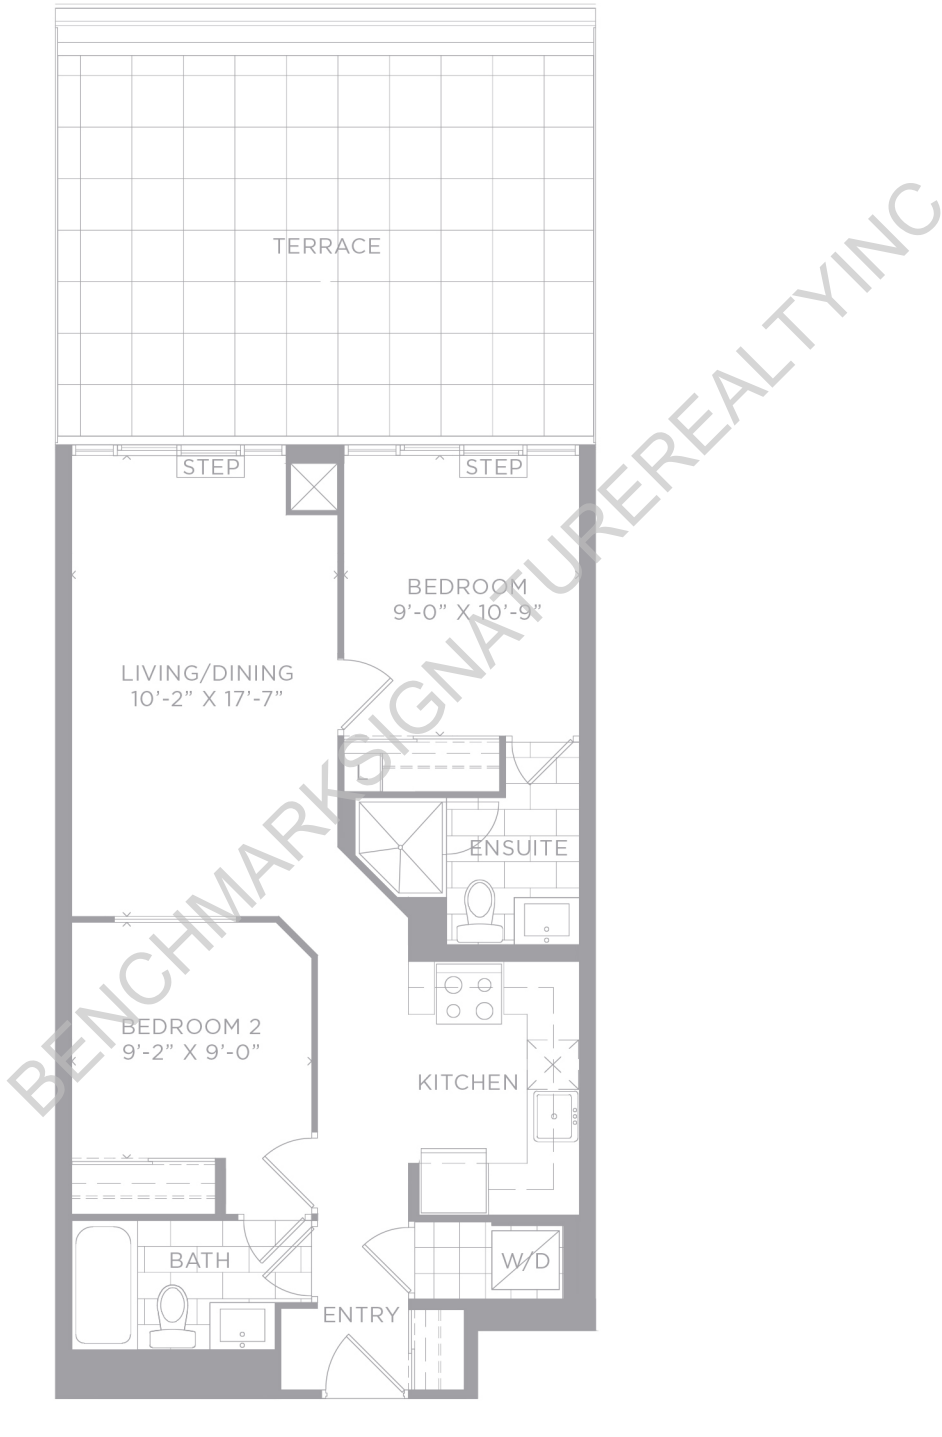 TERRACE
STEP
STEP
BEDROOM
9'-0" X 10'-9"
LIVING/DINING
10'-2" X 17'-7"
ENSUITE
BEDROOM 2
9'-2" X 9'-0"
KITCHEN
BATH
W/D
ENTRY
BENCHMARKSIGNATUREREALTYINC